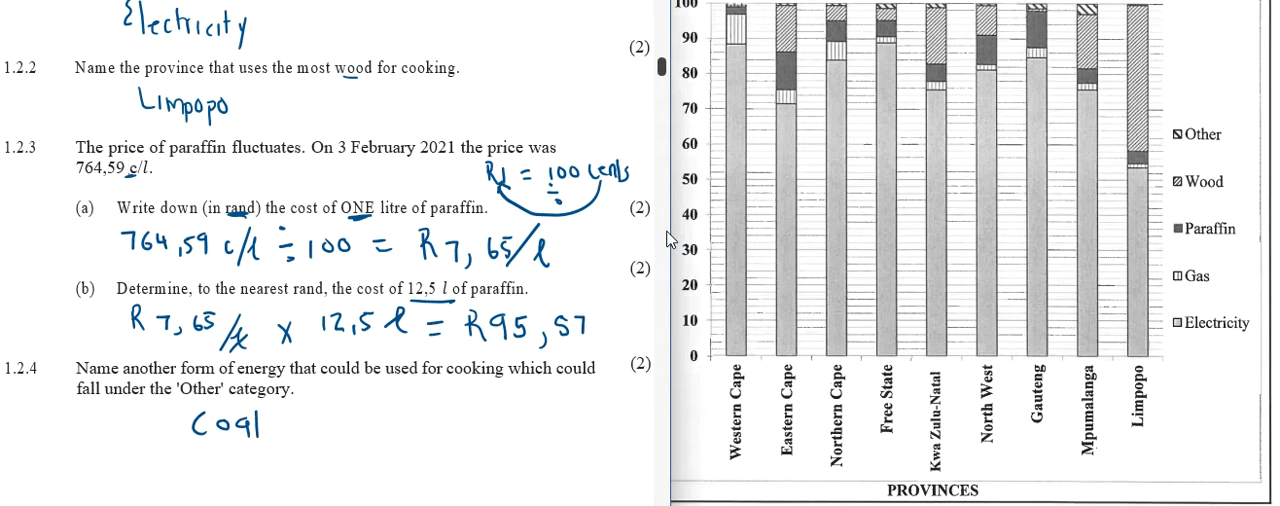 Electricity
(2)
1.2.2 Name the province that uses the most wood for cooking.
Limpopo
1.2.3 The price of paraffin fluctuates. On 3 February 2021 the price was
764,59 c/l.
R1 = 100 cents
÷
(a) Write down (in rand) the cost of ONE litre of paraffin. (2)
764,59 c/l ÷ 100 = R7,65/l
(2)
(b) Determine, to the nearest rand, the cost of 12,5 l of paraffin.
R7,65/l x 12,5 l = R95,57
1.2.4 Name another form of energy that could be used for cooking which could (2)
fall under the 'Other' category.
Coal
100
90
80
70
60
50
40
30
20
10
0
Other
Wood
Paraffin
Gas
Electricity
Western Cape
Eastern Cape
Northern Cape
Free State
Kwa Zulu-Natal
North West
Gauteng
Mpumalanga
Limpopo
PROVINCES